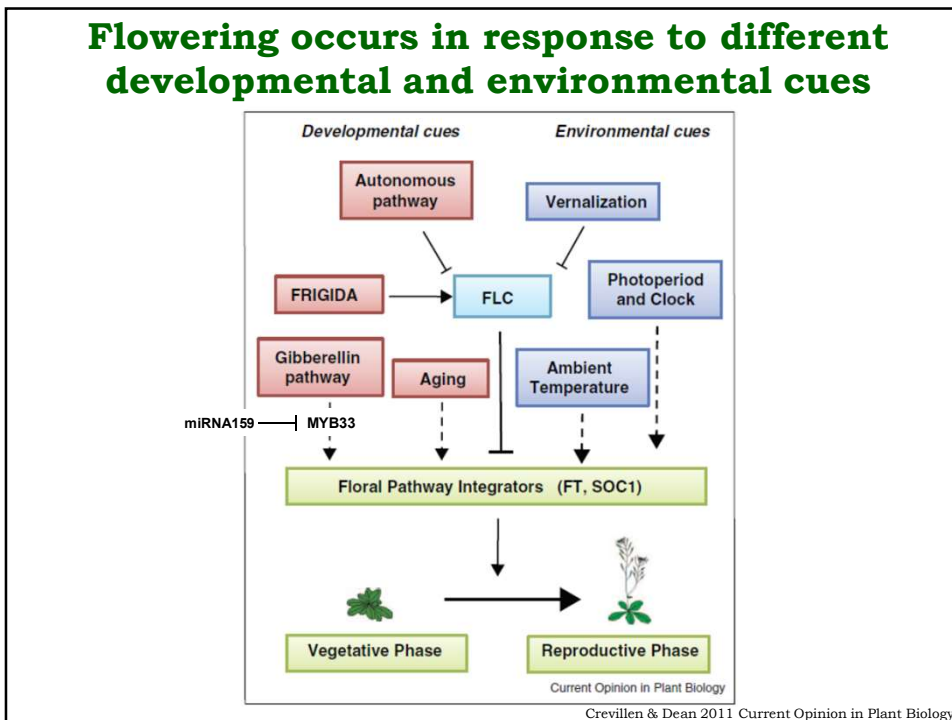 Flowering occurs in response to different
developmental and environmental cues
Developmental cues
Environmental cues
Autonomous
pathway
Vernalization
FRIGIDA
FLC
Photoperiod
and Clock
Gibberellin
pathway
Aging
Ambient
Temperature
miRNA159
MYB33
Floral Pathway Integrators (FT, SOC1)
Vegetative Phase
Reproductive Phase
Current Opinion in Plant Biology
Crevillen & Dean 2011 Current Opinion in Plant Biology